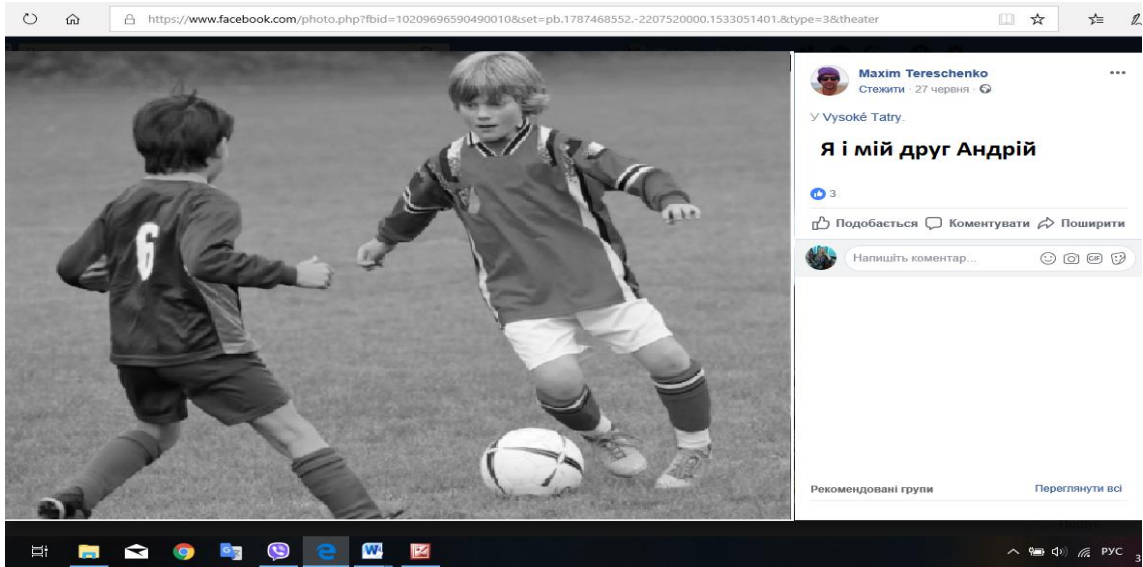 https://www.facebook.com/photo.php?fbid=10209696590490010&set=pb.1787468552.-2207520000.1533051401.&type=3&theater
Maxim Tereschenko
Стежити · 27 червня ·
У Vysoké Tatry.
Я і мій друг Андрій
6
3
Подобається Коментувати Поширити
Напишіть коментар... GIF
Рекомендовані групи Переглянути всі
РУС 3